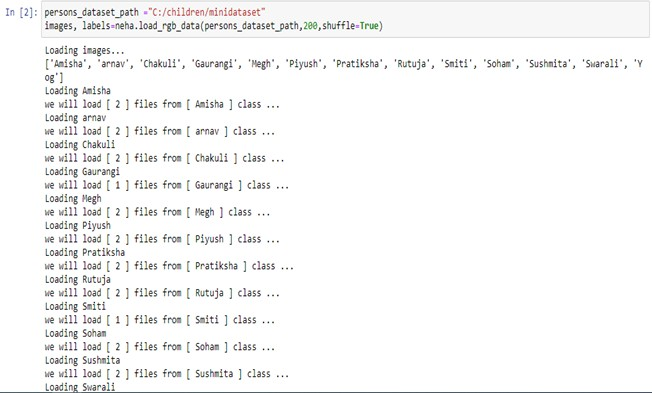 In [2]: persons_dataset_path ="C:/children/minidataset"
images, labels=neha.load_rgb_data(persons_dataset_path,200,shuffle=True)
Loading images...
['Amisha', 'arnav', 'Chakuli', 'Gaurangi', 'Megh', 'Piyush', 'Pratiksha', 'Rutuja', 'Smiti', 'Soham', 'Sushmita', 'Swarali', 'Y
og']
Loading Amisha
we will load [ 2 ] files from [ Amisha ] class ...
Loading arnav
we will load [ 2 ] files from [ arnav ] class ...
Loading Chakuli
we will load [ 2 ] files from [ Chakuli ] class ...
Loading Gaurangi
we will load [ 1 ] files from [ Gaurangi ] class ...
Loading Megh
we will load [ 2 ] files from [ Megh ] class ...
Loading Piyush
we will load [ 2 ] files from [ Piyush ] class ...
Loading Pratiksha
we will load [ 2 ] files from [ Pratiksha ] class ...
Loading Rutuja
we will load [ 2 ] files from [ Rutuja ] class ...
Loading Smiti
we will load [ 1 ] files from [ Smiti ] class ...
Loading Soham
we will load [ 2 ] files from [ Soham ] class ...
Loading Sushmita
we will load [ 2 ] files from [ Sushmita ] class ...
Loading Swarali